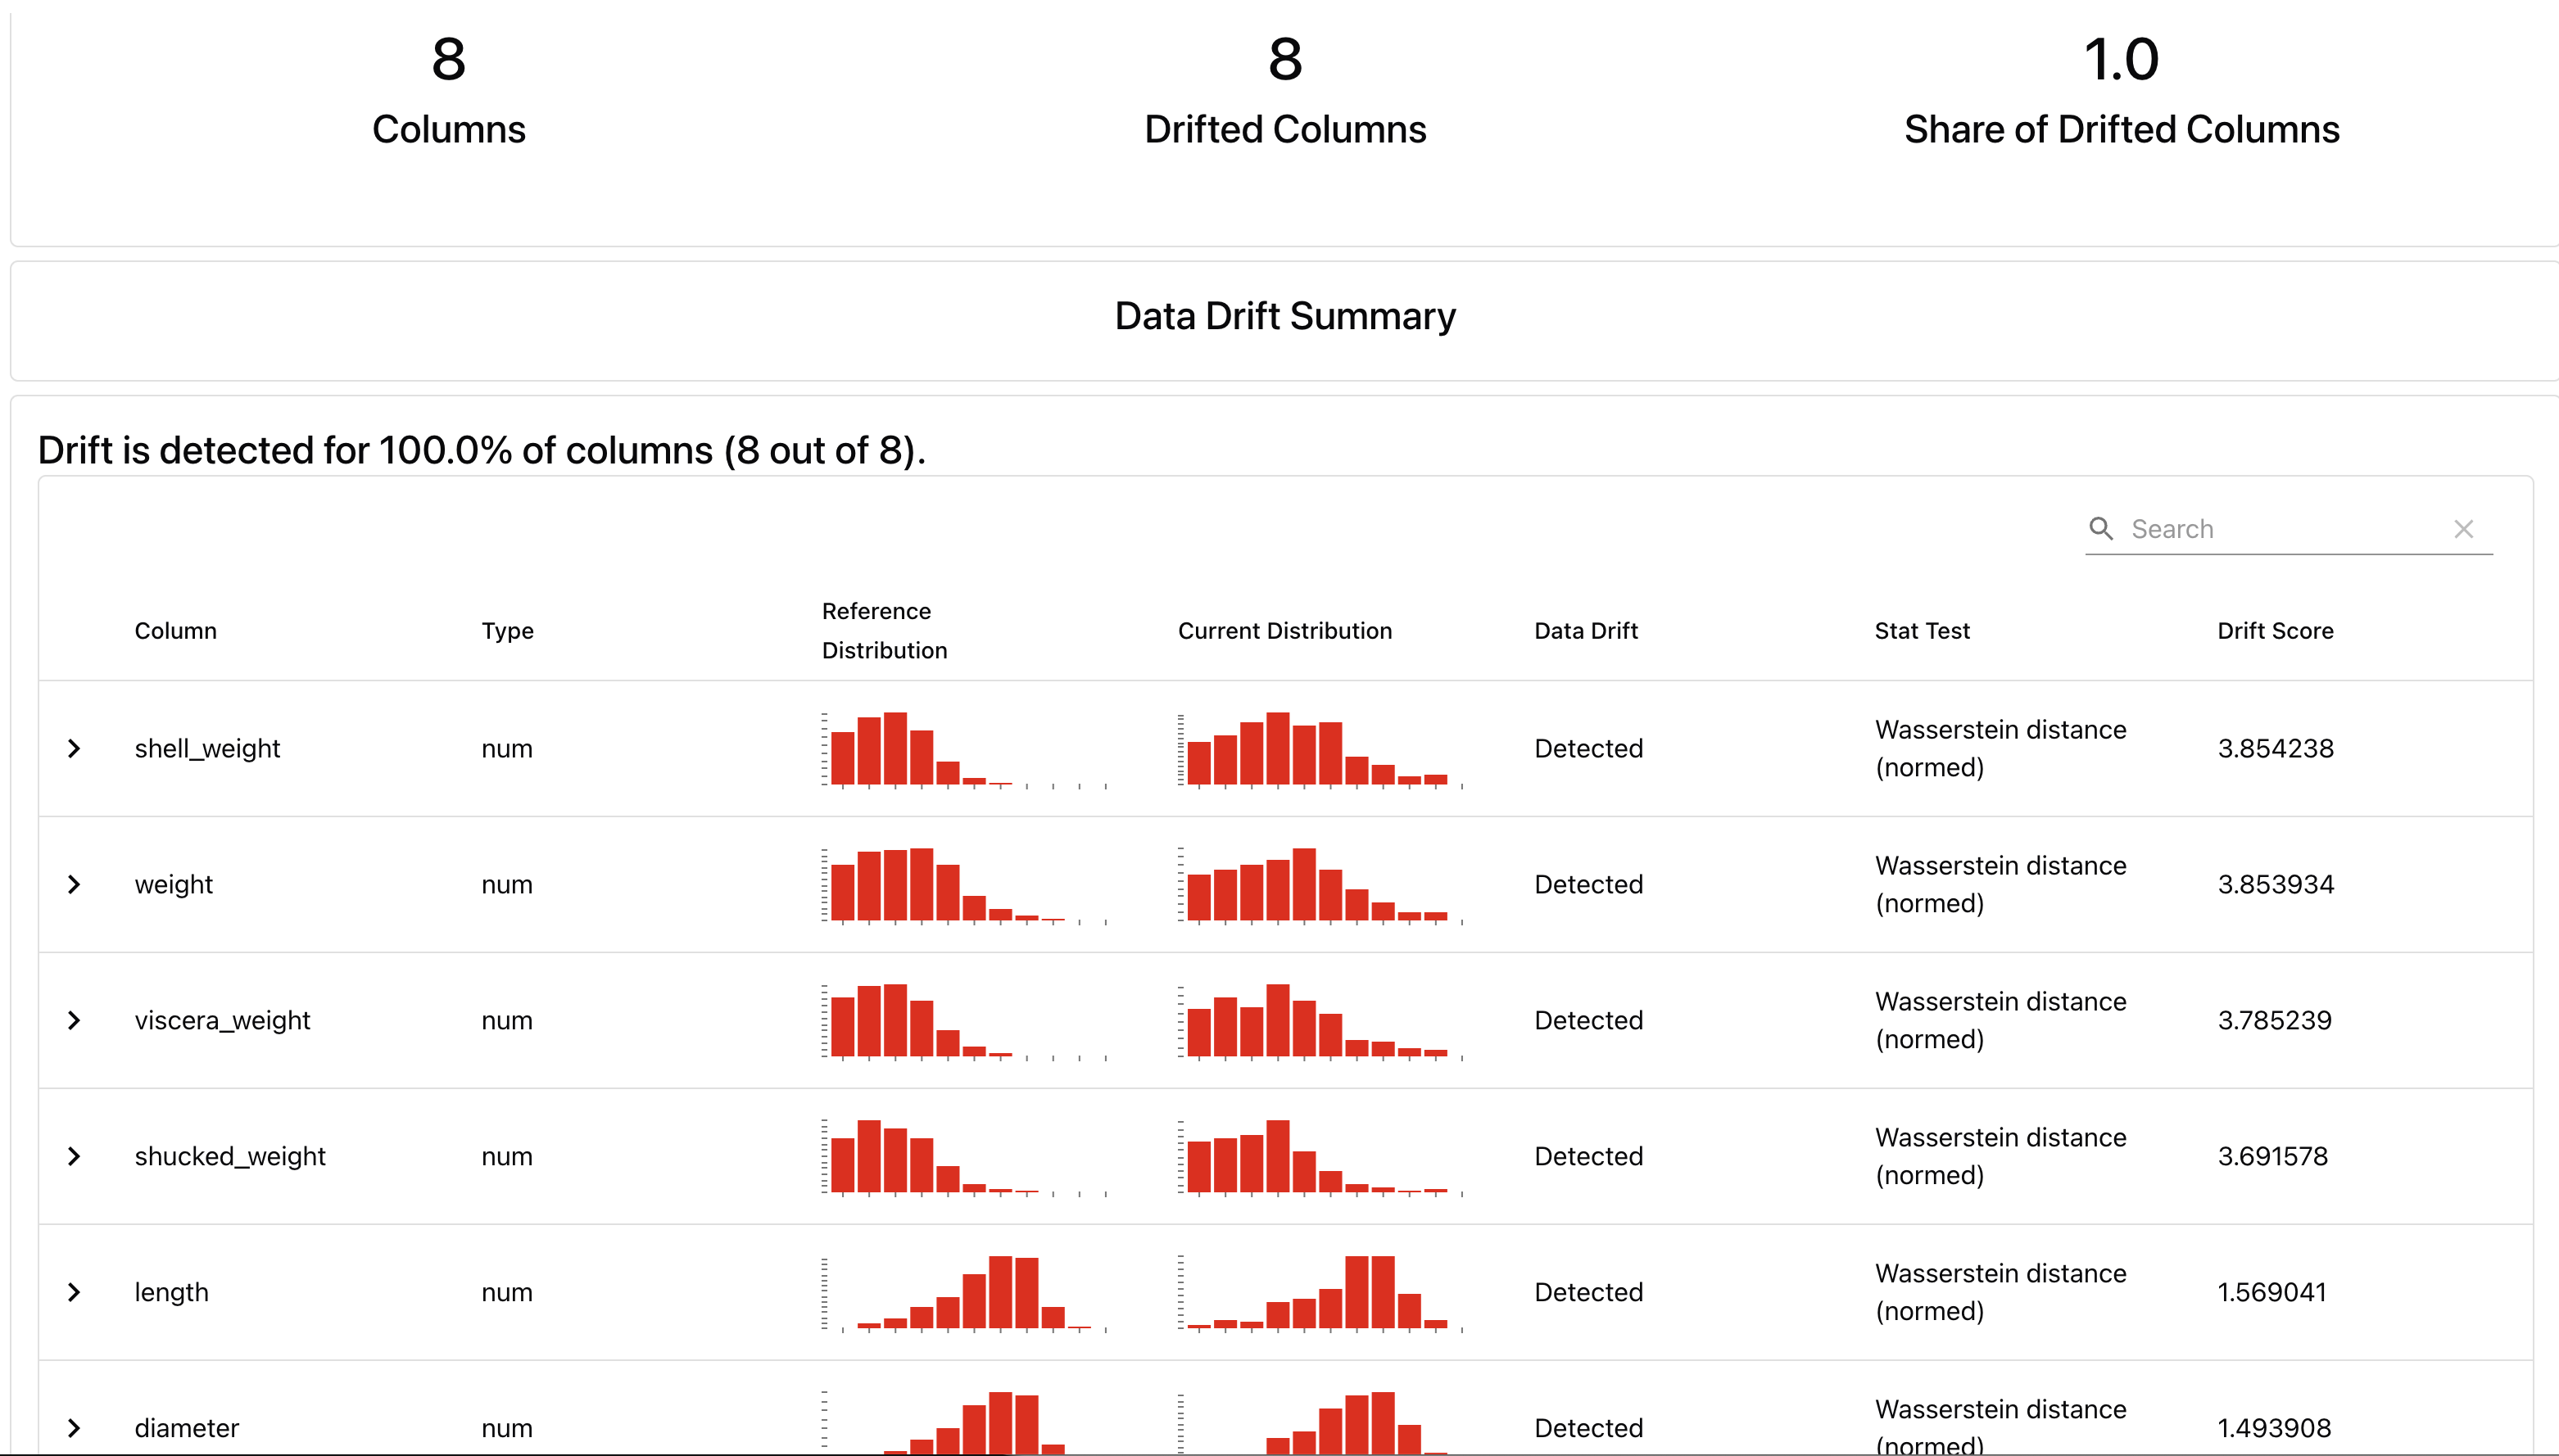 8
Columns
8
Drifted Columns
1.0
Share of Drifted Columns
Data Drift Summary
Drift is detected for 100.0% of columns (8 out of 8).
Search
Column
Type
Reference
Distribution
Current Distribution
Data Drift
Stat Test
Drift Score
shell_weight
num
Detected
Wasserstein distance
(normed)
3.854238
weight
num
Detected
Wasserstein distance
(normed)
3.853934
viscera_weight
num
Detected
Wasserstein distance
(normed)
3.785239
shucked_weight
num
Detected
Wasserstein distance
(normed)
3.691578
length
num
Detected
Wasserstein distance
(normed)
1.569041
diameter
num
Detected
Wasserstein distance
(normed)
1.493908